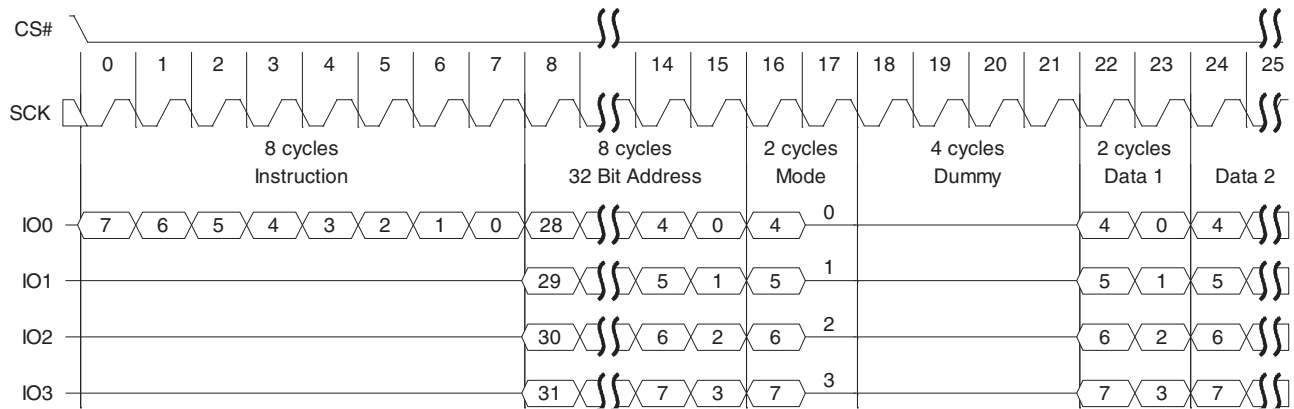 CS#
0 1 2 3 4 5 6 7 8 14 15 16 17 18 19 20 21 22 23 24 25
SCK
8 cycles 8 cycles 2 cycles 4 cycles 2 cycles
Instruction 32 Bit Address Mode Dummy Data 1 Data 2
IO0 7 6 5 4 3 2 1 0 28 4 0 4 0 4 0 4
IO1 29 5 1 5 1 5 1 5
IO2 30 6 2 6 2 6 2 6
IO3 31 7 3 7 3 7 3 7